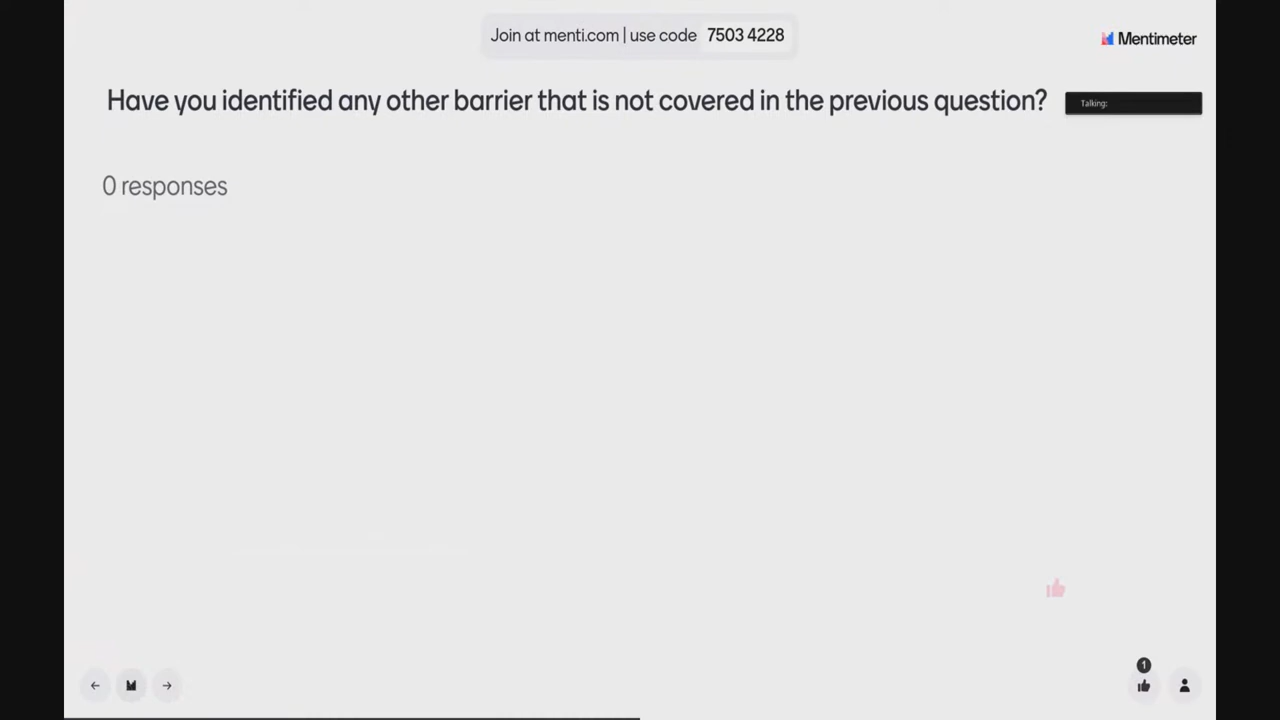 Join at menti.com | use code 7503 4228
Mentimeter
Have you identified any other barrier that is not covered in the previous question?
Talking:
0 responses
1